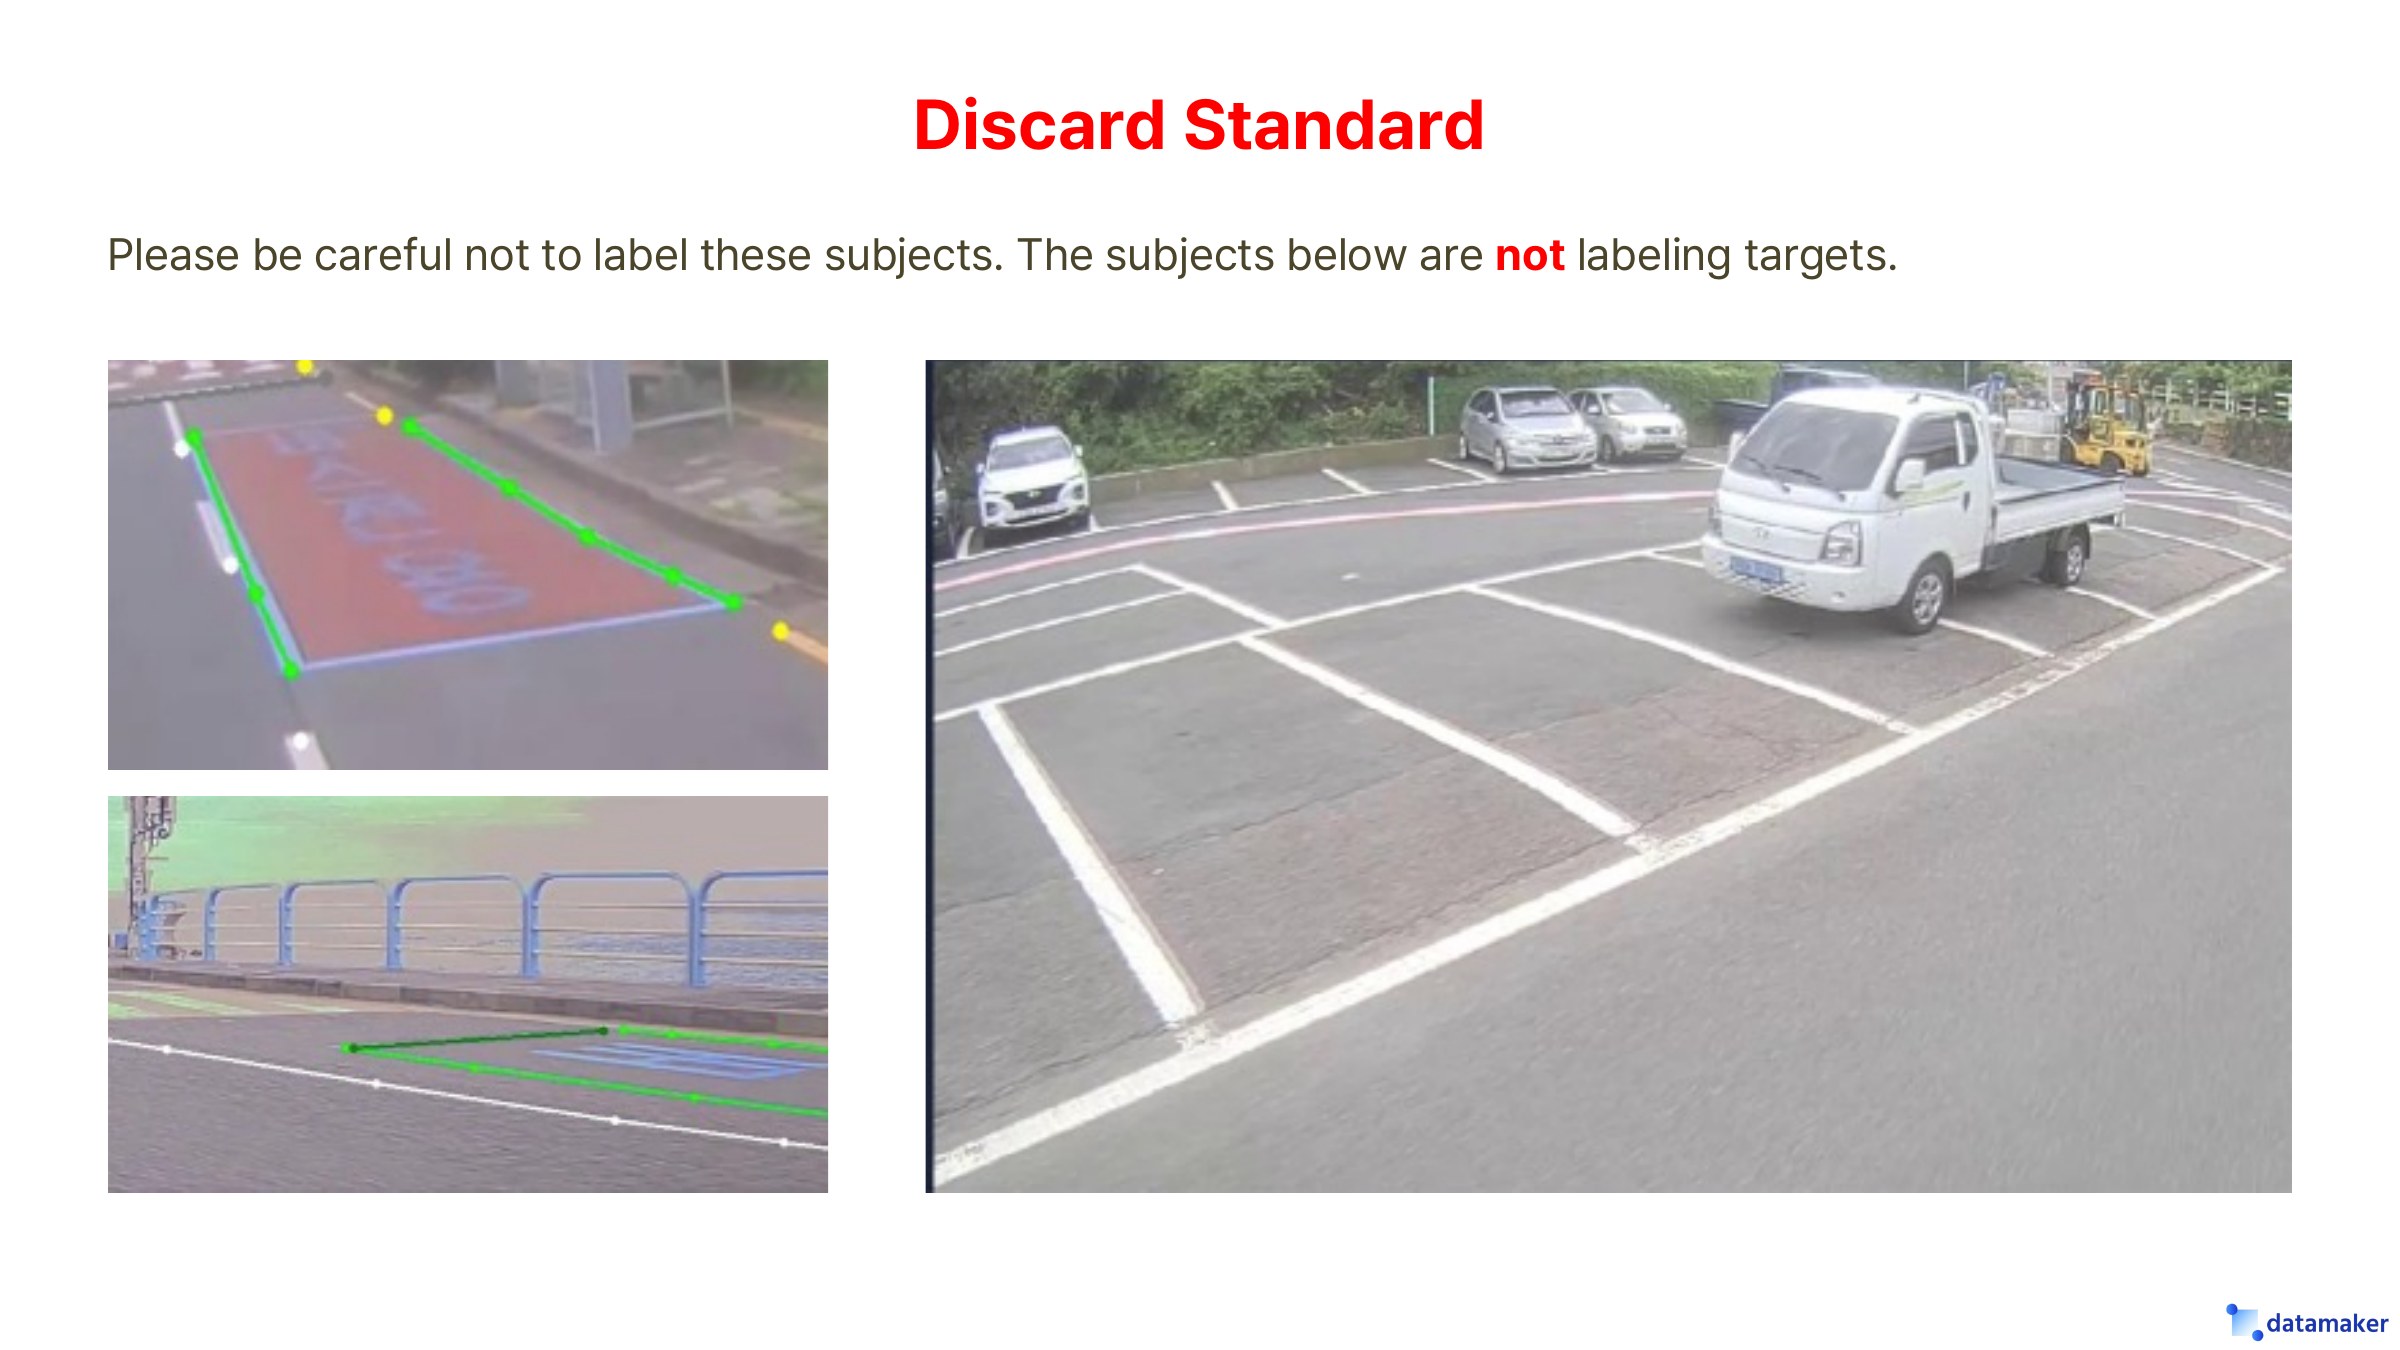 Discard Standard
Please be careful not to label these subjects. The subjects below are not labeling targets.
datamaker